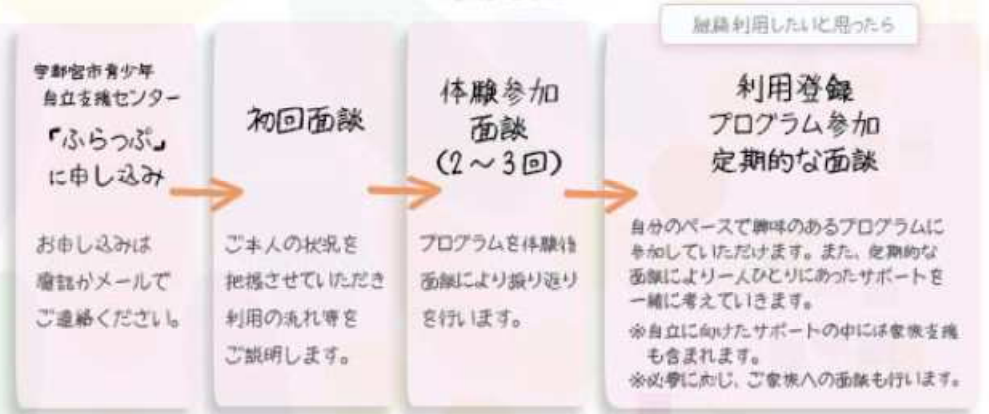 宇都宮市青少年
自立支援センター
「ふらっぷ」
に申し込み
お申し込みは
電話かメールで
ご連絡ください。
初回面談
ご本人の状況を
把握させていただき
利用の流れ等を
ご説明します。
体験参加
面談
(2～3回)
プログラムを体験後
面談により振り返り
を行います。
継続利用したいと思ったら
利用登録
プログラム参加
定期的な面談
自分のペースで興味のあるプログラムに
参加していただけます。また、定期的な
面談により一人ひとりにあったサポートを
一緒に考えていきます。
※自立に向けたサポートの中には家族支援
も含まれます。
※必要に応じ、ご家族への面談も行います。